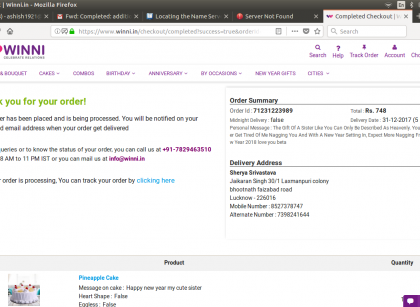 | Winni.in - Mozilla Firefox
) - ashish192
Fwd: Completed: additi
Locating the Name Serv
Server Not Found
Completed Checkout | Winni
https://www.winni.in/checkout/completed?success=true&order
Search
WINNI
CELEBRATE RELATIONS
Search
Help
Track Order
Account
Cart
& BOUQUET
CAKES
COMBOS
BIRTHDAY
ANNIVERSARY
BY OCCASIONS
NEW YEAR GIFTS
CITIES
k you for your order!
er has been placed and is being processed. You will be notified on your
d email address when your order get delivered
queries or to know the status of your order, you can call us at +91-7829463510
8 AM to 11 PM IST or you can mail us at info@winni.in
r order is processing, You can track your order by clicking here
Order Summary
Order Id : 71231223989
Total : Rs. 748
Midnight Delivery : false
Delivery Date : 31-12-2017 (5
Personal Message : The Gift Of A Sister Like You Can Only Be Described As Heavenly. You
er Get Tired Of Me Nagging You And With A New Year Setting In, Expect More Nagging From
w Year 2018 love you beta
Delivery Address
Sherya Srivastava
Jaikaran Singh 30/1 Laxmanpuri colony
bhootnath faizabad road
Lucknow - 226016
Mobile Number : 8527378747
Alternate Number : 7398241644
Product
Quantity
Pineapple Cake
Message on cake : Happy new year my cute sister
Heart Shape : False
Eggless : False